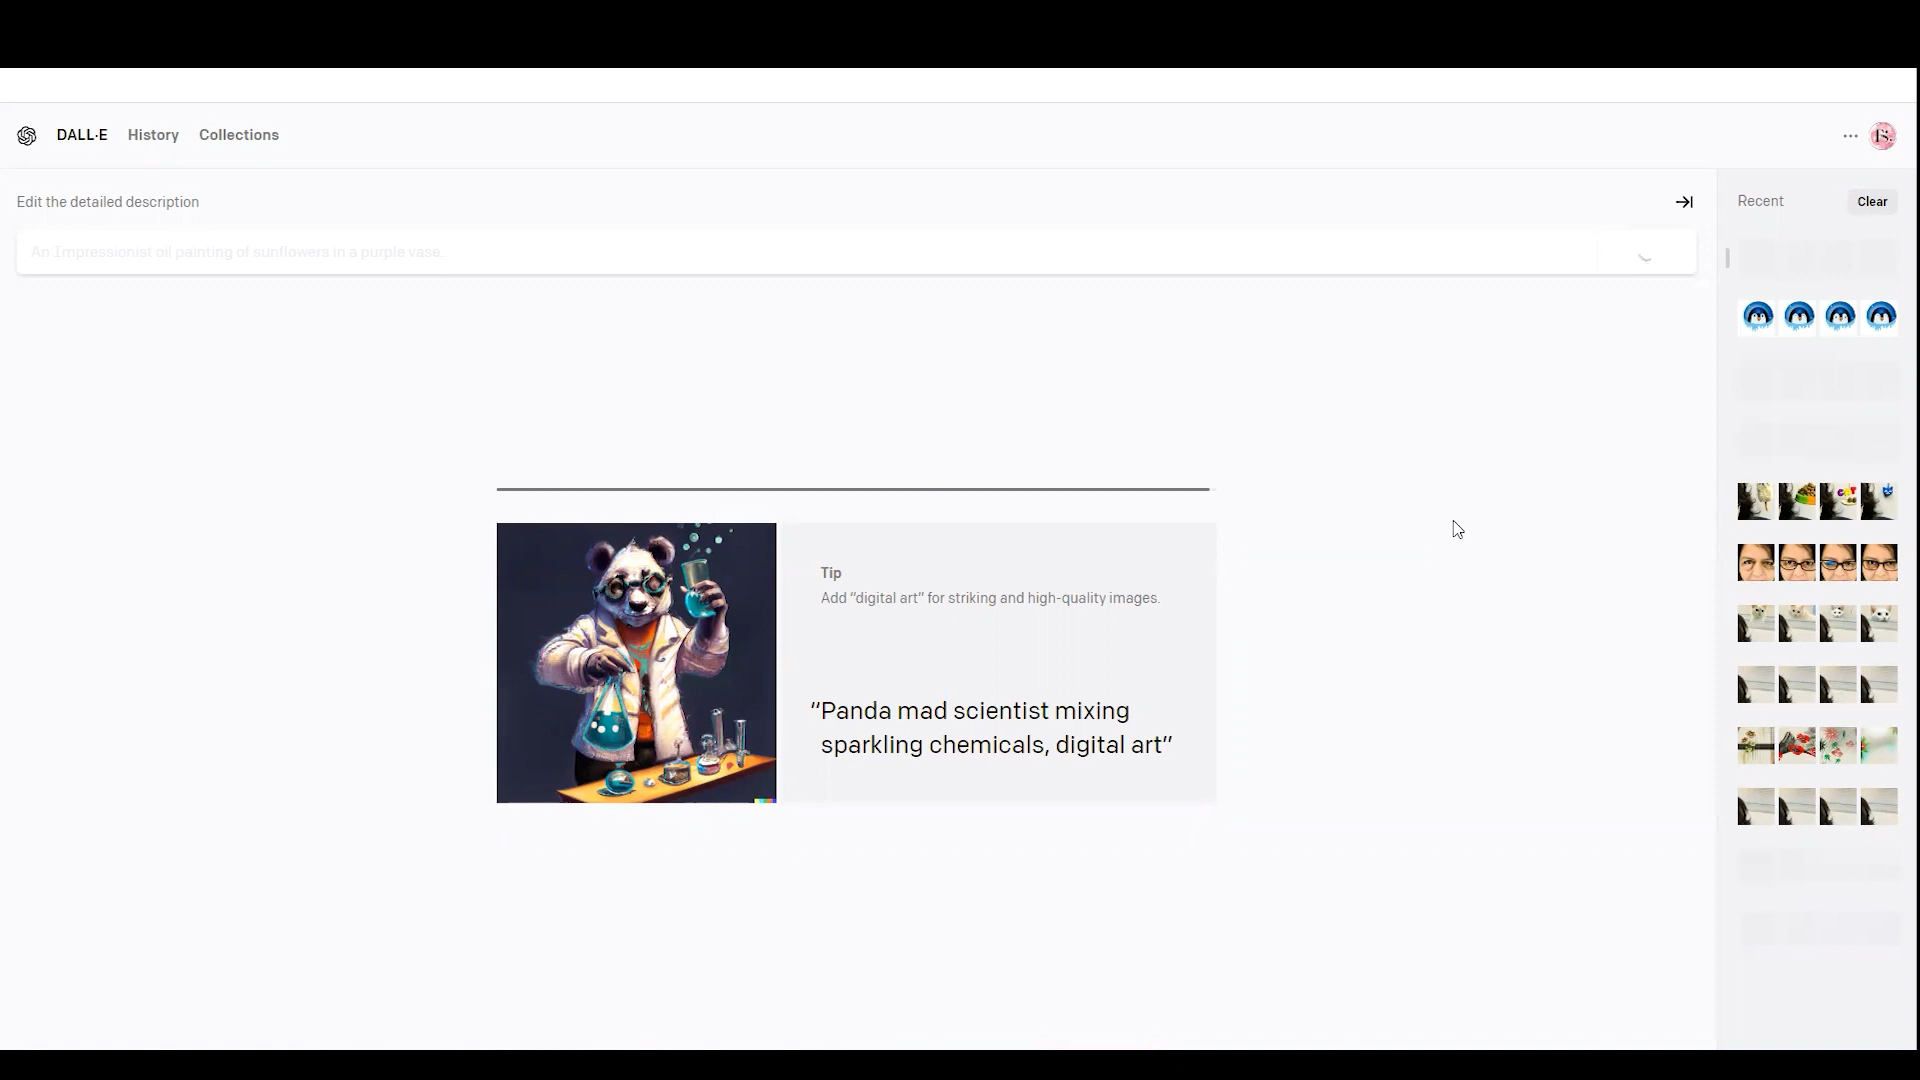 DALL·E History Collections
Edit the detailed description
Recent
Clear
An Impressionist oil painting of sunflowers in a purple vase.
Tip
Add “digital art” for striking and high-quality images.
“Panda mad scientist mixing
sparkling chemicals, digital art”